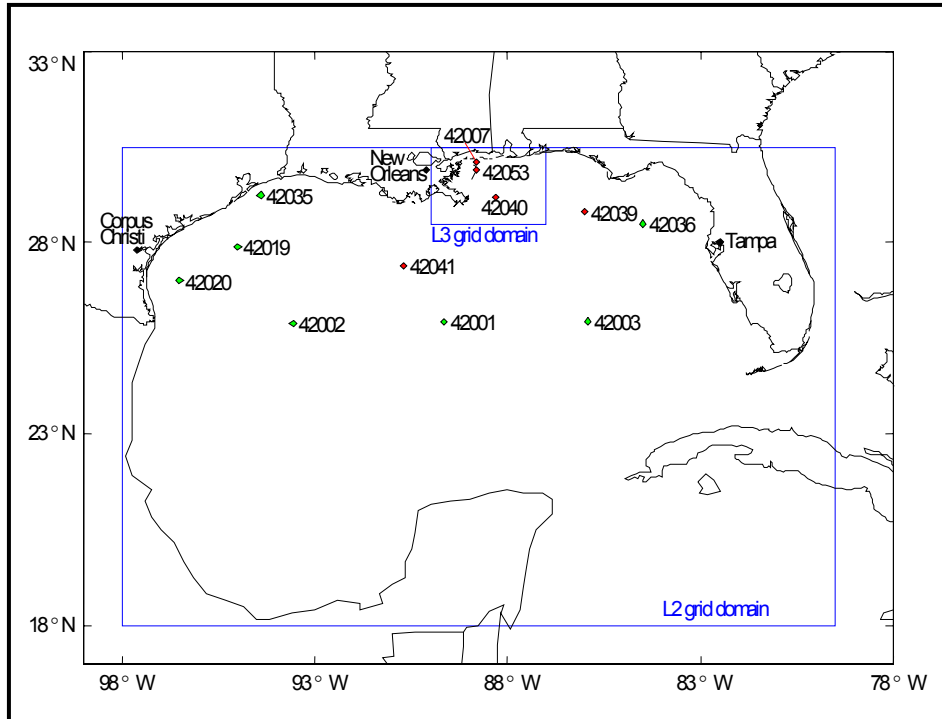 33° N
42007
New
Orleans
42053
42035
42040
42039
42036
Corpus
Christi
L3 grid domain
28° N
42019
Tampa
42041
42020
42002
42001
42003
23° N
L2 grid domain
18° N
98° W
93° W
88° W
83° W
78° W